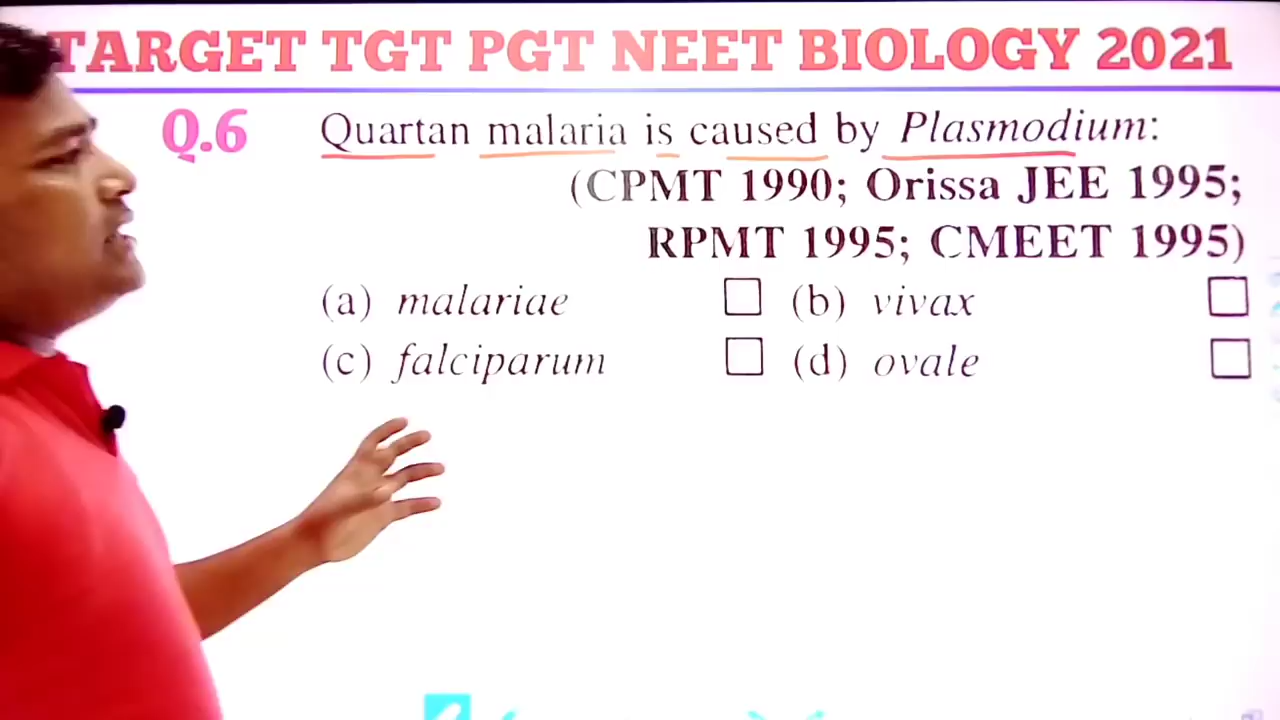 TARGET TGT PGT NEET BIOLOGY 2021
Q.6 Quartan malaria is caused by Plasmodium:
(CPMT 1990; Orissa JEE 1995;
RPMT 1995; CMEET 1995)
(a) malariae (b) vivax
(c) falciparum (d) ovale